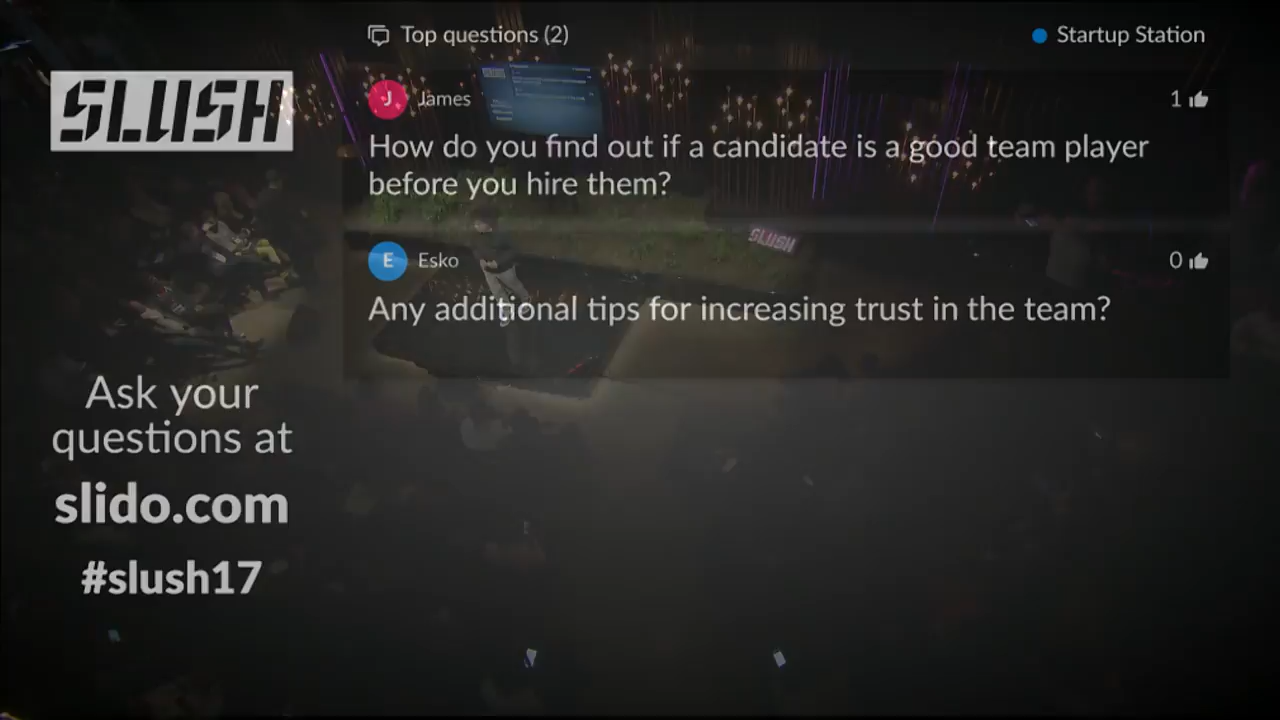 Top questions (2)
Startup Station
SLUSH
J
James
1
How do you find out if a candidate is a good team player
before you hire them?
SLUSH
E
Esko
0
Any additional tips for increasing trust in the team?
Ask your
questions at
slido.com
#slush17